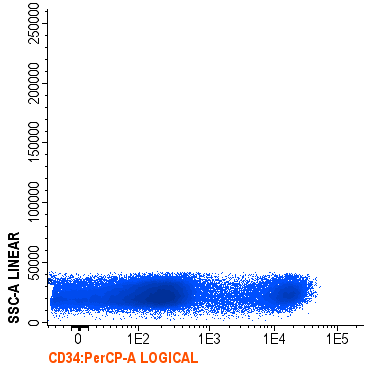 250000
200000
150000
100000
50000
0
SSC-A LINEAR
0 1E2 1E3 1E4 1E5
CD34:PerCP-A LOGICAL